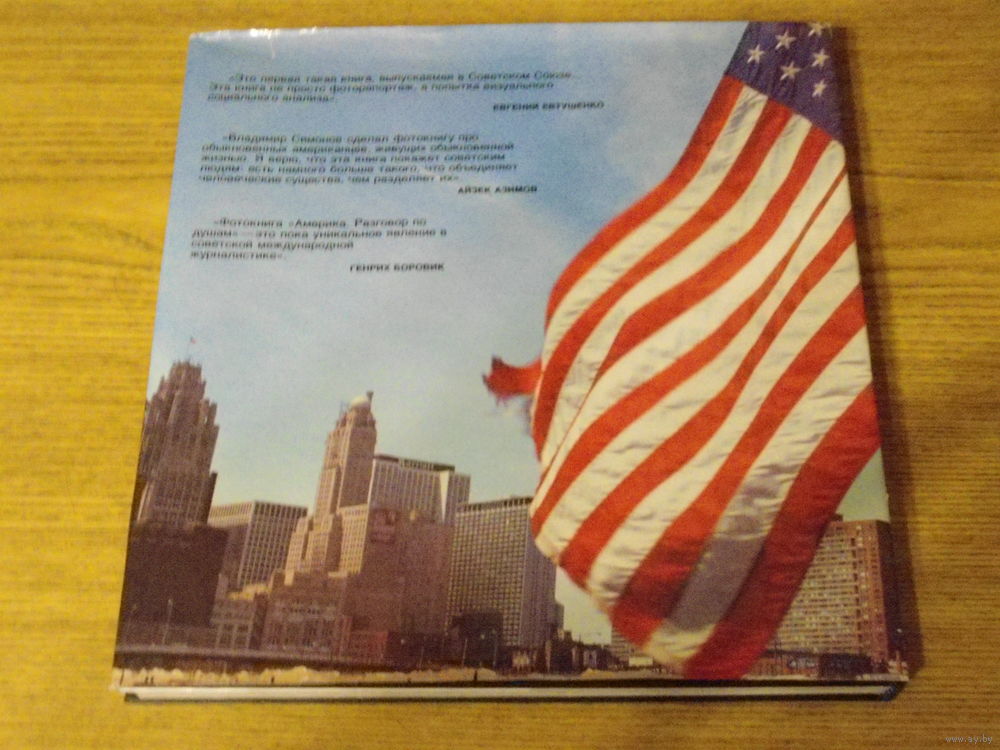 «Это первая такая книга, выпускаемая в Советском Союзе.
Эта книга не просто фоторепортаж, а попытка визуального
социального анализа».
ЕВГЕНИЙ ЕВТУШЕНКО
«Владимир Симонов сделал фотокнигу про
обыкновенных американцев, живущих обыкновенной
жизнью. Я верю, что эта книга покажет советским
людям: есть намного больше такого, что объединяет
человеческие существа, чем разделяет их».
АЙЗЕК АЗИМОВ
«Фотокнига «Америка. Разговор по
душам» — это пока уникальное явление в
советской международной
журналистике».
ГЕНРИХ БОРОВИК
www.ay.by